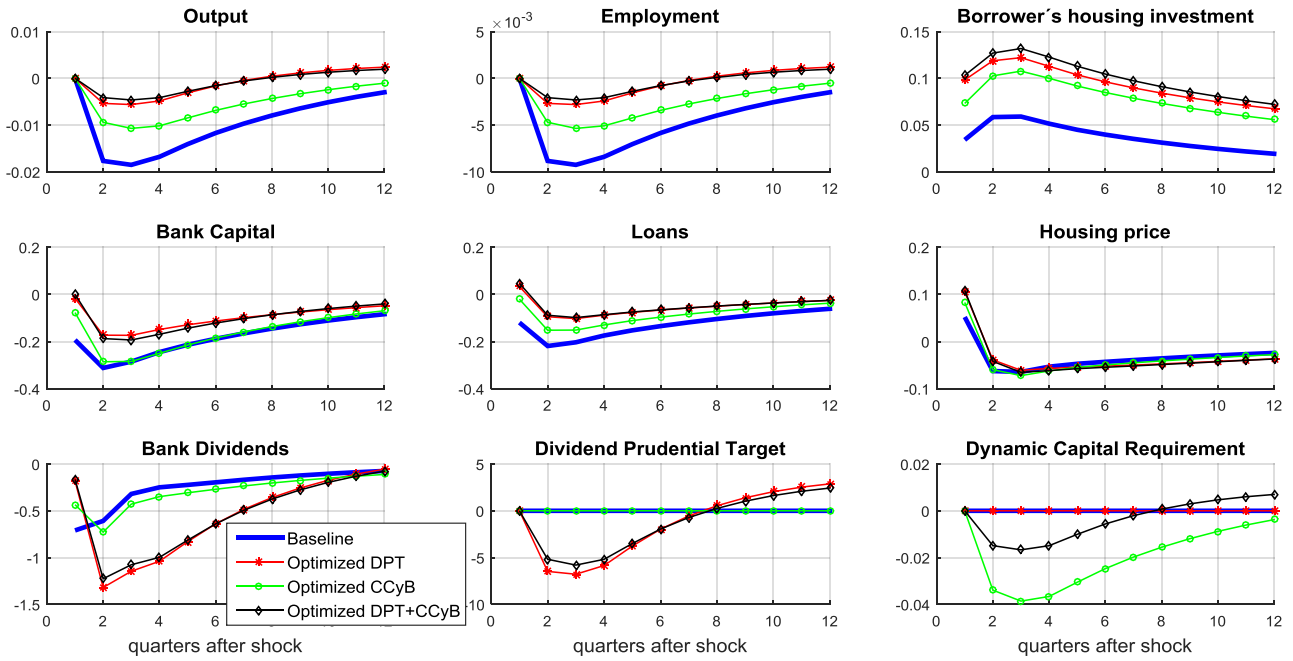 Output
0.01
0
-0.01
-0.02
0 2 4 6 8 10 12
Employment
× 10⁻³
5
0
-5
-10
0 2 4 6 8 10 12
Borrower´s housing investment
0.15
0.1
0.05
0
0 2 4 6 8 10 12
Bank Capital
0.2
0
-0.2
-0.4
0 2 4 6 8 10 12
Loans
0.2
0
-0.2
-0.4
0 2 4 6 8 10 12
Housing price
0.2
0.1
0
-0.1
0 2 4 6 8 10 12
Bank Dividends
0
-0.5
-1
-1.5
0 2 4 6 8 10 12
quarters after shock
Baseline
Optimized DPT
Optimized CCyB
Optimized DPT+CCyB
Dividend Prudential Target
5
0
-5
10
0 2 4 6 8 10 12
quarters after shock
Dynamic Capital Requirement
0.02
0
-0.02
-0.04
0 2 4 6 8 10 12
quarters after shock